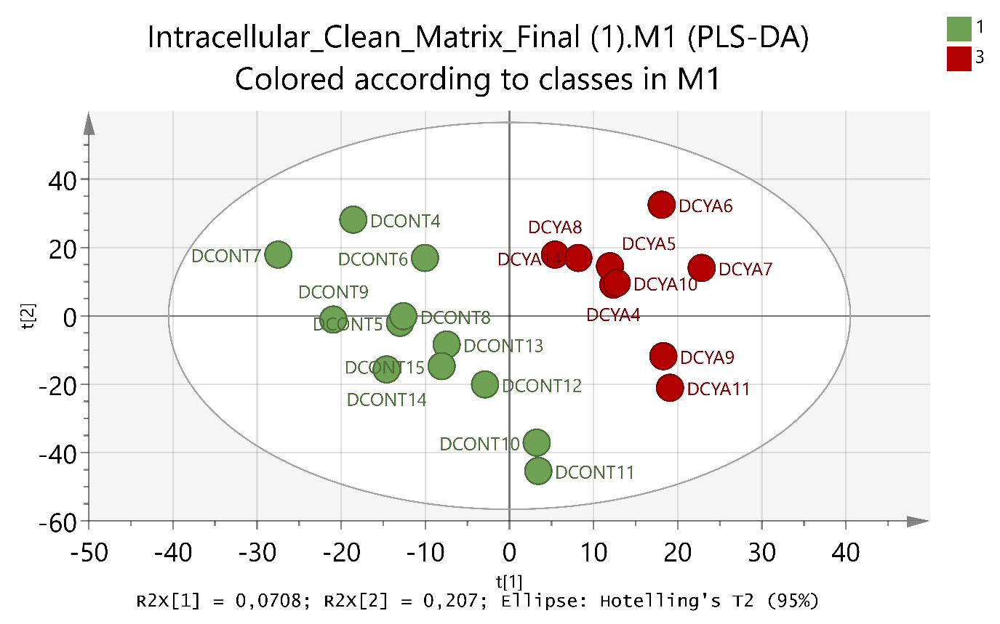 Intracellular_Clean_Matrix_Final (1).M1 (PLS-DA)
Colored according to classes in M1
1
3
40
20
0
-20
-40
-60
t[2]
DCONT4
DCONT7
DCONT6
DCONT9
DCONT5
DCONT8
DCONT13
DCONT15
DCONT14
DCONT12
DCONT10
DCONT11
DCYA6
DCYA8
DCYA5
DCYA14
DCYA7
DCYA10
DCYA4
DCYA9
DCYA11
-50
-40
-30
-20
-10
0
10
20
30
40
t[1]
R2X[1] = 0,0708; R2X[2] = 0,207; Ellipse: Hotelling's T2 (95%)